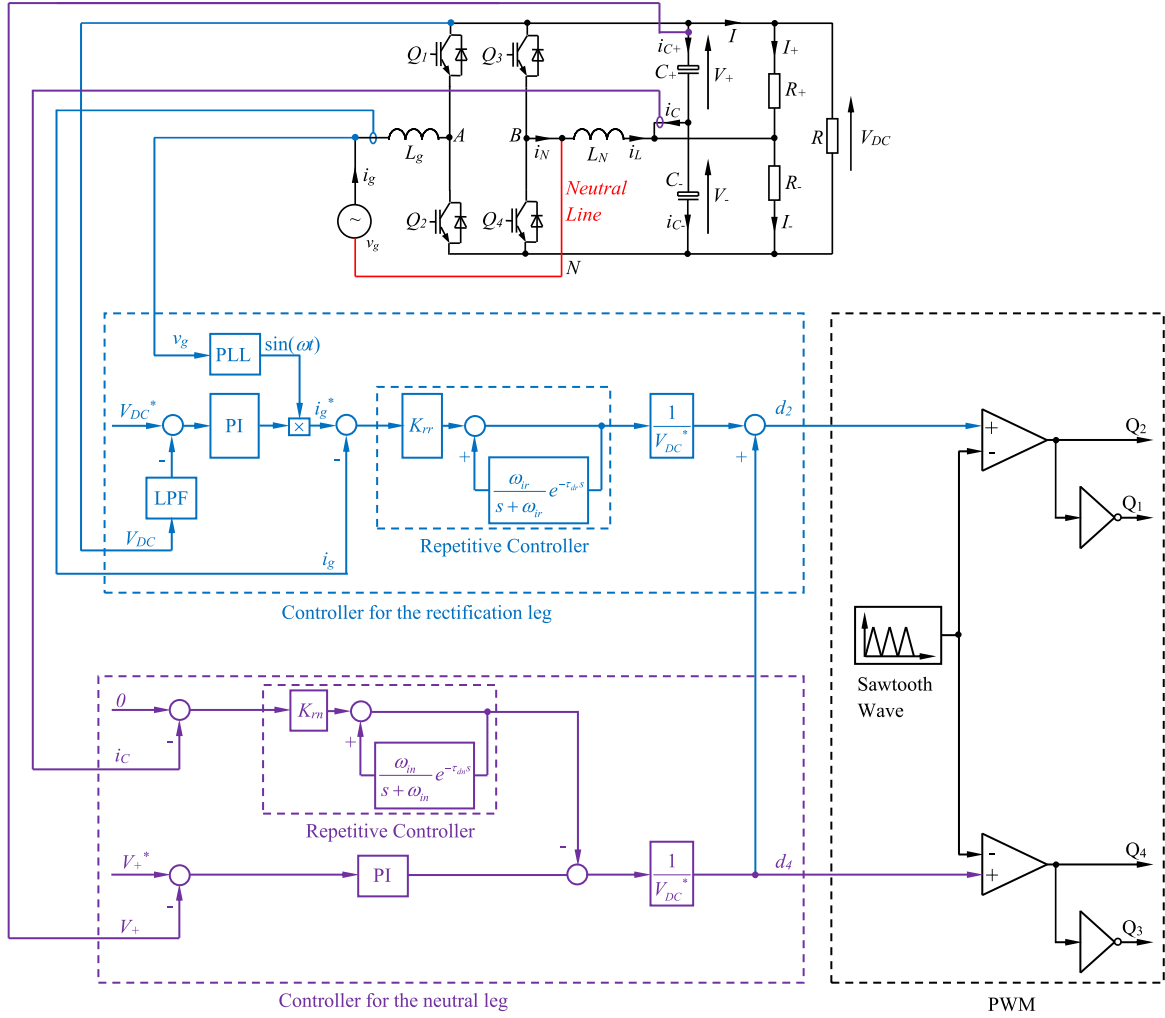 Q1
Q3
iC+
C+
V+
I
I+
R+
iC
A
B
Lg
iN
LN
iL
R
VDC
ig
Neutral
Line
C-
V-
R-
Q2
Q4
~
vg
iC-
I-
N
vg
PLL
sin(ωt)
VDC*
PI
×
ig*
Krr
1
VDC*
d2
+
-
Q2
-
-
+
+
LPF
ωir
s + ωir
e-τdrs
Q1
VDC
ig
Repetitive Controller
Controller for the rectification leg
Sawtooth
Wave
0
Krn
-
iC
+
ωin
s + ωin
e-τdns
Repetitive Controller
V+*
PI
-
1
VDC*
d4
-
+
Q4
-
V+
Q3
Controller for the neutral leg
PWM